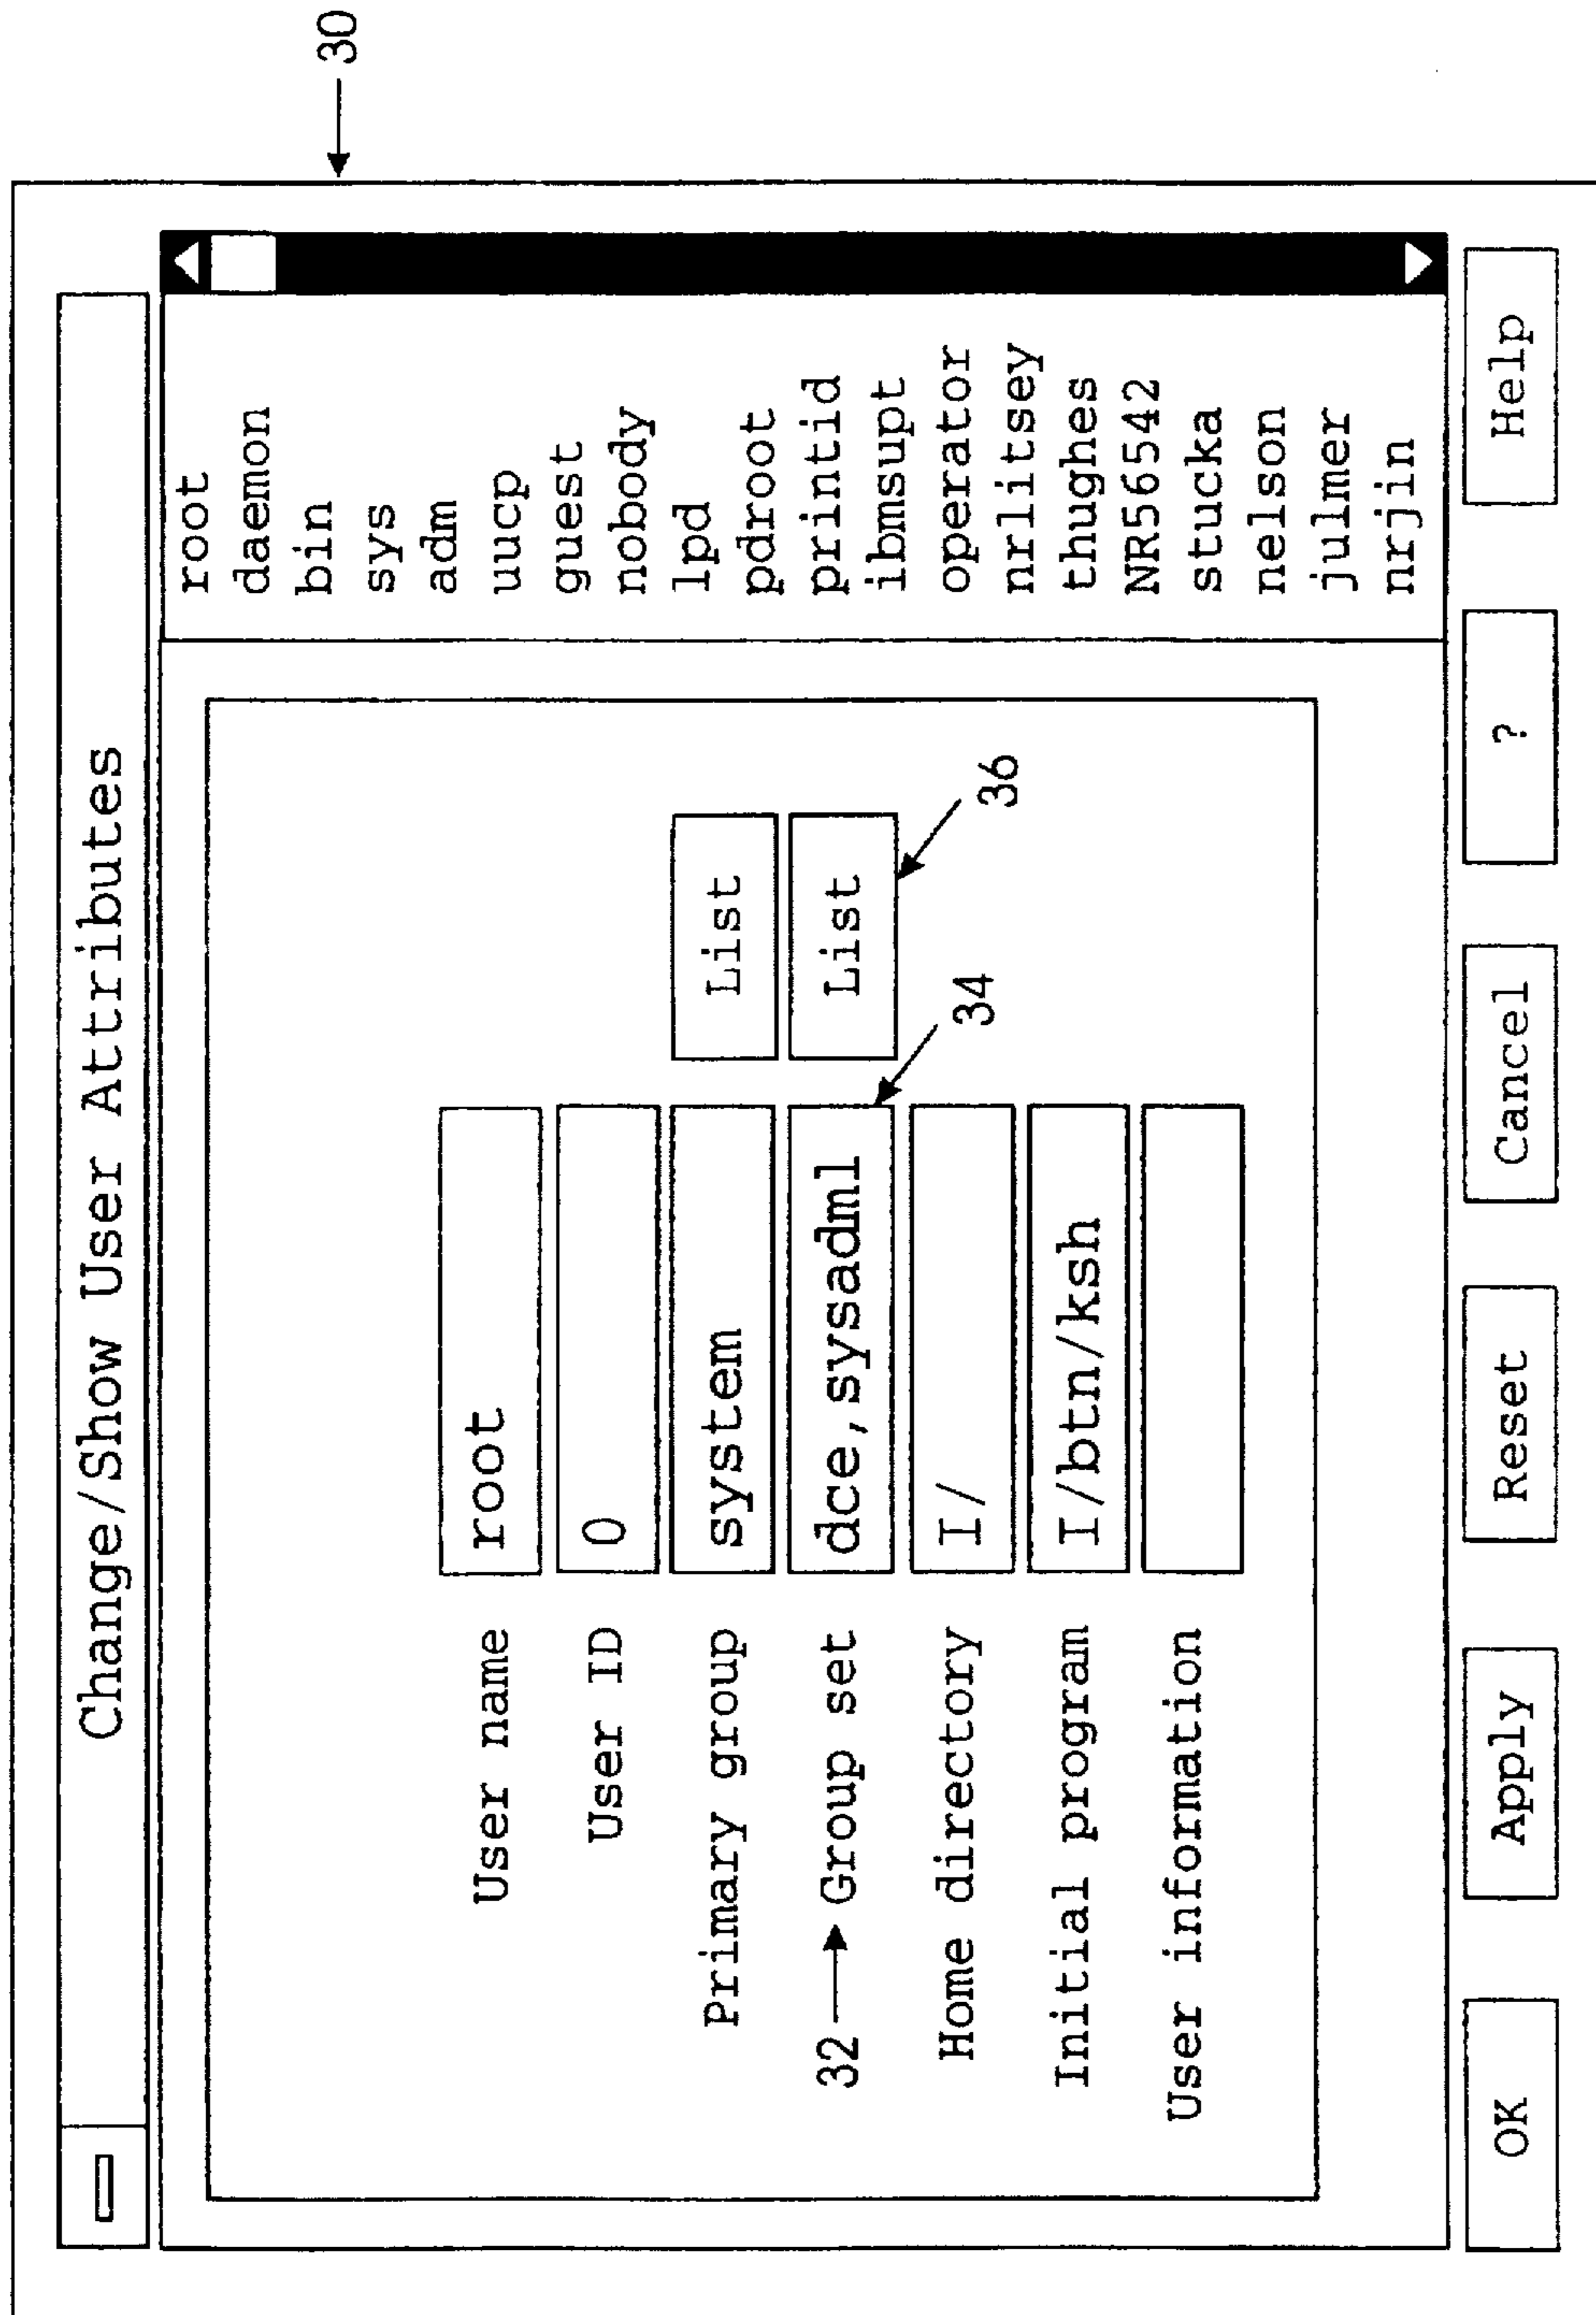 Change/Show User Attributes
30
User name root
User ID 0
Primary group system List
32 Group set dce,sysadml List
34
36
Home directory I/
Initial program I/btn/ksh
User information
root
daemon
bin
sys
adm
uucp
guest
nobody
lpd
pdroot
printid
ibmsupt
operator
nrlitsey
thughes
NR56542
stucka
nelson
julmer
nrjin
OK Apply Reset Cancel ? Help